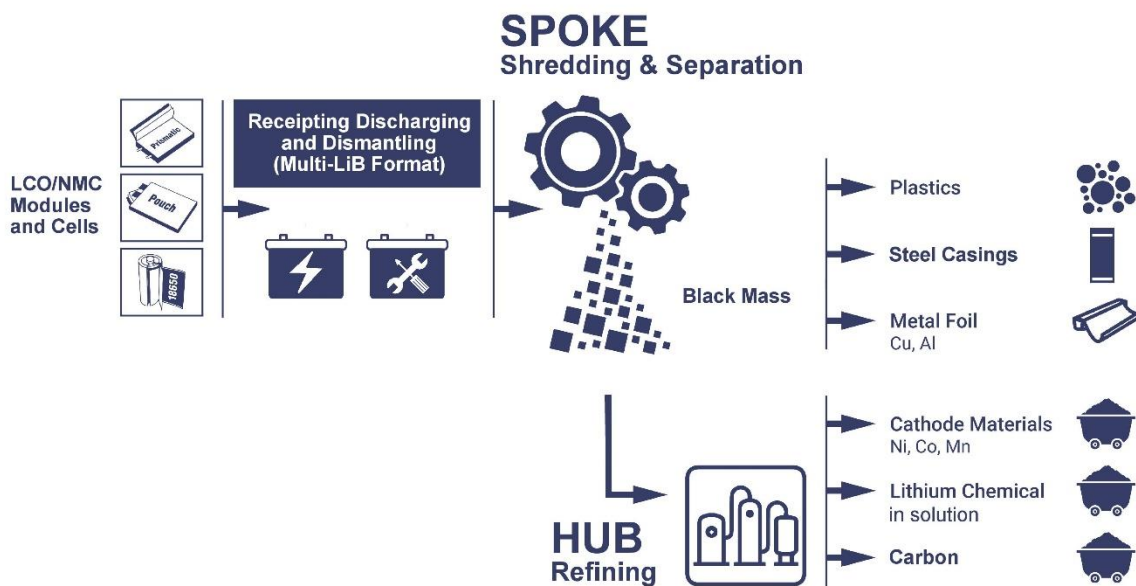 SPOKE
Shredding & Separation
LCO/NMC
Modules
and Cells
Prismatic
Pouch
18650
Receipting Discharging
and Dismantling
(Multi-LiB Format)
Black Mass
Plastics
Steel Casings
Metal Foil
Cu, Al
HUB
Refining
Cathode Materials
Ni, Co, Mn
Lithium Chemical
in solution
Carbon